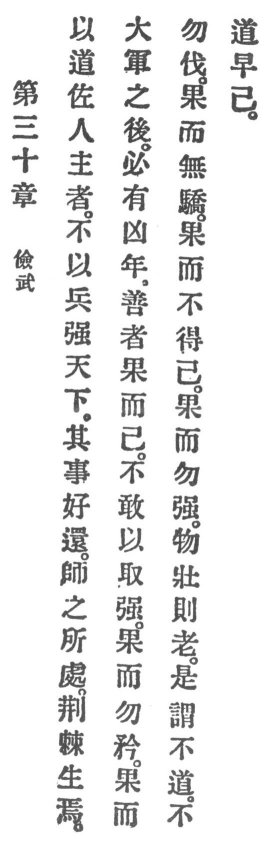 第三十章 儉武
以道佐人主者。不以兵强天下。其事好還。師之所處。荊棘生焉。
大軍之後。必有凶年。善者果而已。不敢以取强。果而勿矜。果而
勿伐。果而無驕。果而不得已。果而勿强。物壯則老。是謂不道。不
道早已。